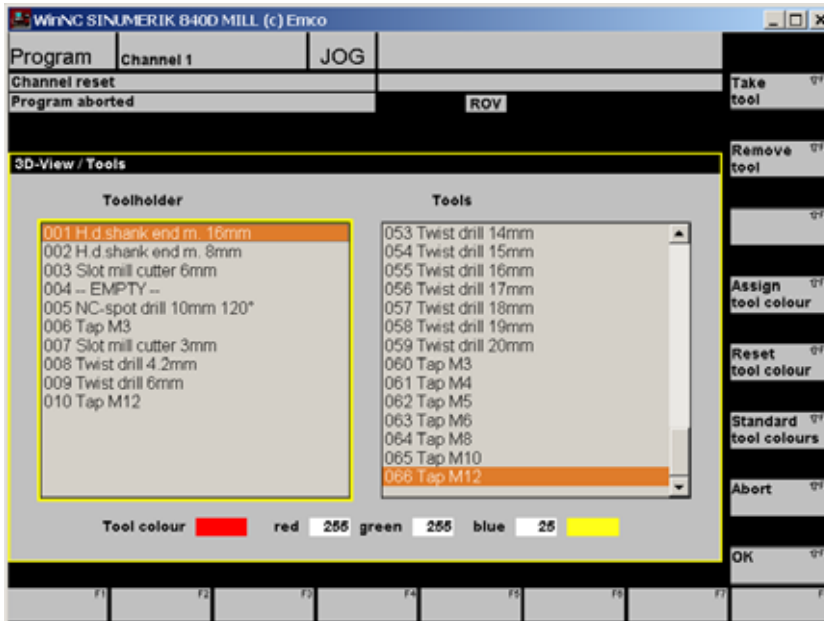 WinNC SINUMERIK 840D MILL (c) Emco
Program
Channel 1
JOG
Channel reset
Program aborted
ROV
3D-View / Tools
Toolholder
001 H.d.shank end m. 16mm
002 H.d.shank end m. 8mm
003 Slot mill cutter 6mm
004 -- EMPTY --
005 NC-spot drill 10mm 120°
006 Tap M3
007 Slot mill cutter 3mm
008 Twist drill 4.2mm
009 Twist drill 6mm
010 Tap M12
Tools
053 Twist drill 14mm
054 Twist drill 15mm
055 Twist drill 16mm
056 Twist drill 17mm
057 Twist drill 18mm
058 Twist drill 19mm
059 Twist drill 20mm
060 Tap M3
061 Tap M4
062 Tap M5
063 Tap M6
064 Tap M8
065 Tap M10
066 Tap M12
Tool colour red 255 green 255 blue 25
Take
tool
Remove
tool
Assign
tool colour
Reset
tool colour
Standard
tool colours
Abort
OK
F1 F2 F3 F4 F5 F6 F7